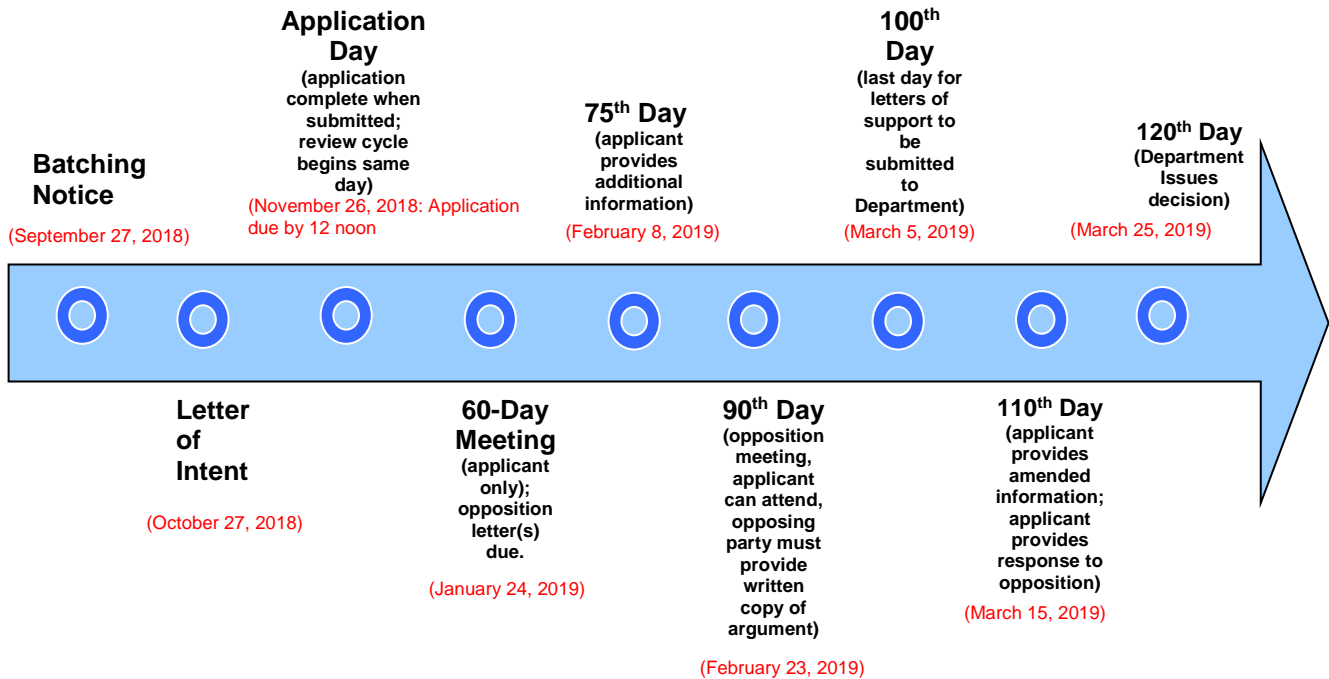 Batching
Notice
(September 27, 2018)
Application
Day
(application
complete when
submitted;
review cycle
begins same
day)
(November 26, 2018: Application
due by 12 noon
75th Day
(applicant
provides
additional
information)
(February 8, 2019)
100th
Day
(last day for
letters of
support to
be
submitted
to
Department)
(March 5, 2019)
120th Day
(Department
Issues
decision)
(March 25, 2019)
Letter
of
Intent
(October 27, 2018)
60-Day
Meeting
(applicant
only);
opposition
letter(s)
due.
(January 24, 2019)
90th Day
(opposition
meeting,
applicant
can attend,
opposing
party must
provide
written
copy of
argument)
(February 23, 2019)
110th Day
(applicant
provides
amended
information;
applicant
provides
response to
opposition)
(March 15, 2019)